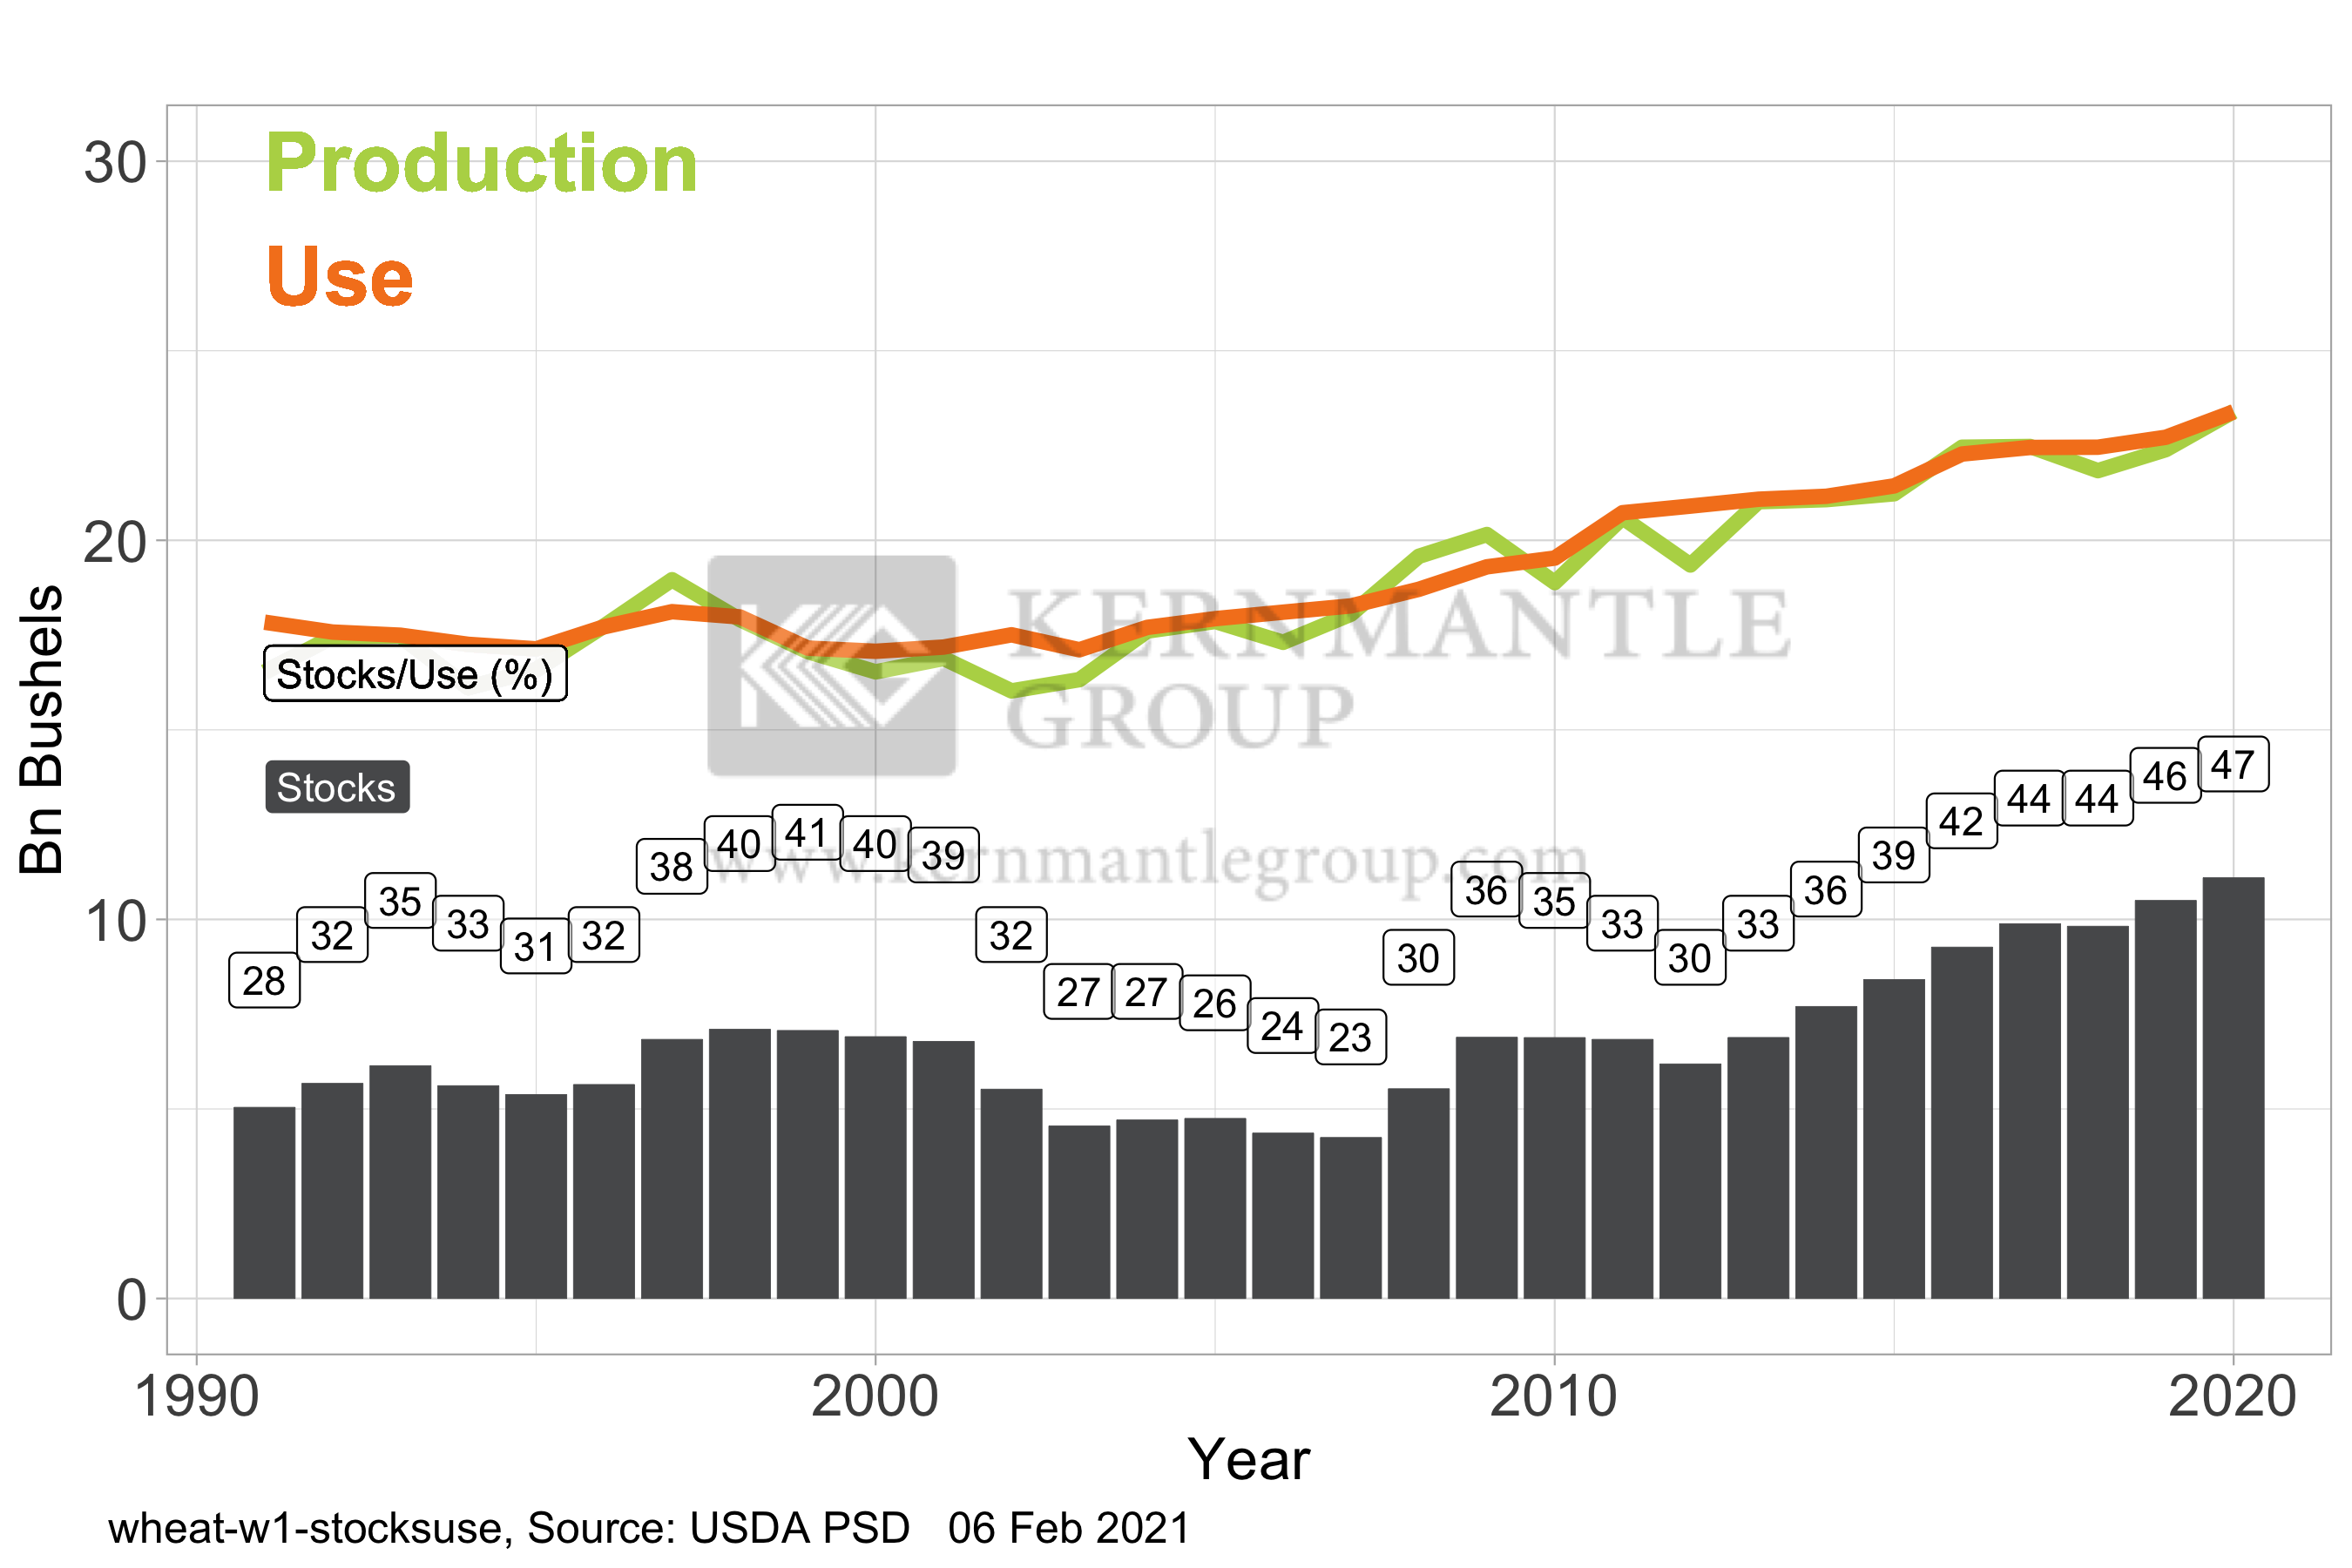 30
Production
Use
20
KERNMANTLE
GROUP
Stocks/Use (%)
Stocks
www.kernmantlegroup.com
Bn Bushels
10
0
28 32 35 33 31 32 38 40 41 40 39 32 27 27 26 24 23 30 36 35 33 30 33 36 39 42 44 44 46 47
1990 2000 2010 2020
Year
wheat-w1-stocksuse, Source: USDA PSD 06 Feb 2021